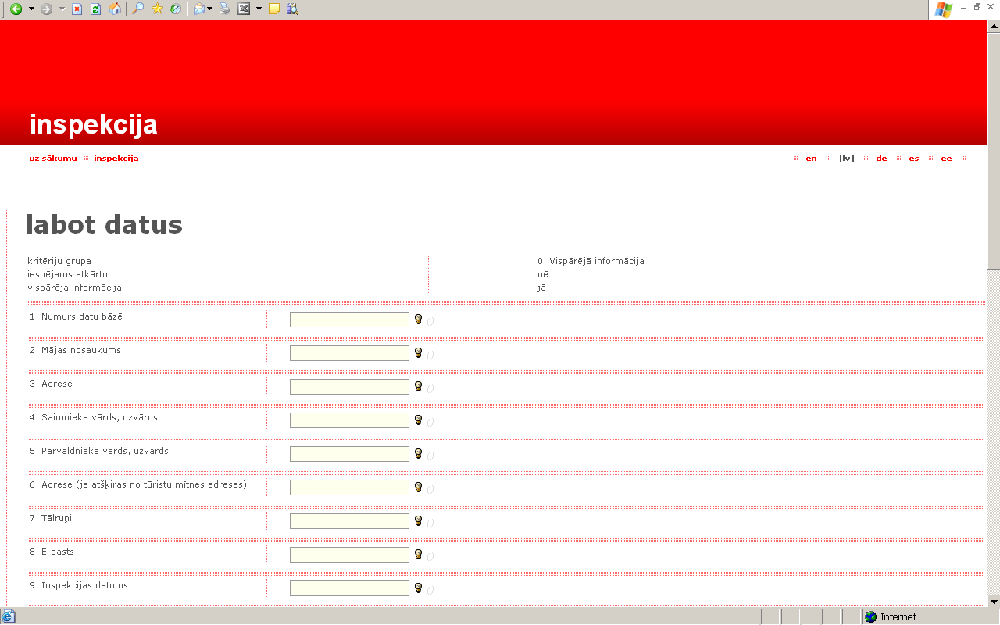 inspekcija
uz sākumu inspekcija en [lv] de es ee
labot datus
kritēriju grupa 0. Vispārējā informācija
iespējams atkārtot nē
vispārēja informācija jā
1. Numurs datu bāzē ()
2. Mājas nosaukums ()
3. Adrese ()
4. Saimnieka vārds, uzvārds ()
5. Pārvaldnieka vārds, uzvārds ()
6. Adrese (ja atšķiras no tūristu mītnes adreses) ()
7. Tālruņi ()
8. E-pasts ()
9. Inspekcijas datums ()
Internet